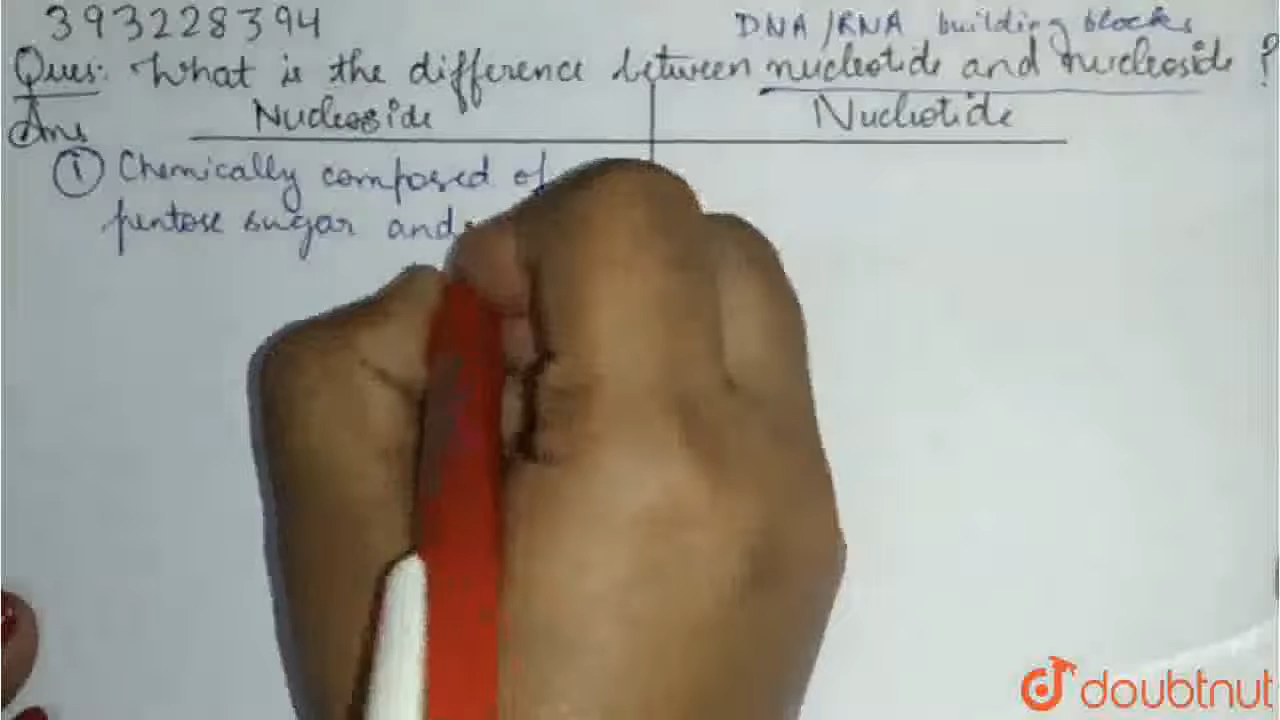 393228394
DNA/RNA building blocks
Ques: What is the difference between nucleotide and nucleoside ?
Ans
Nucleoside
Nucleotide
① Chemically composed of
pentose sugar and
doubtnut